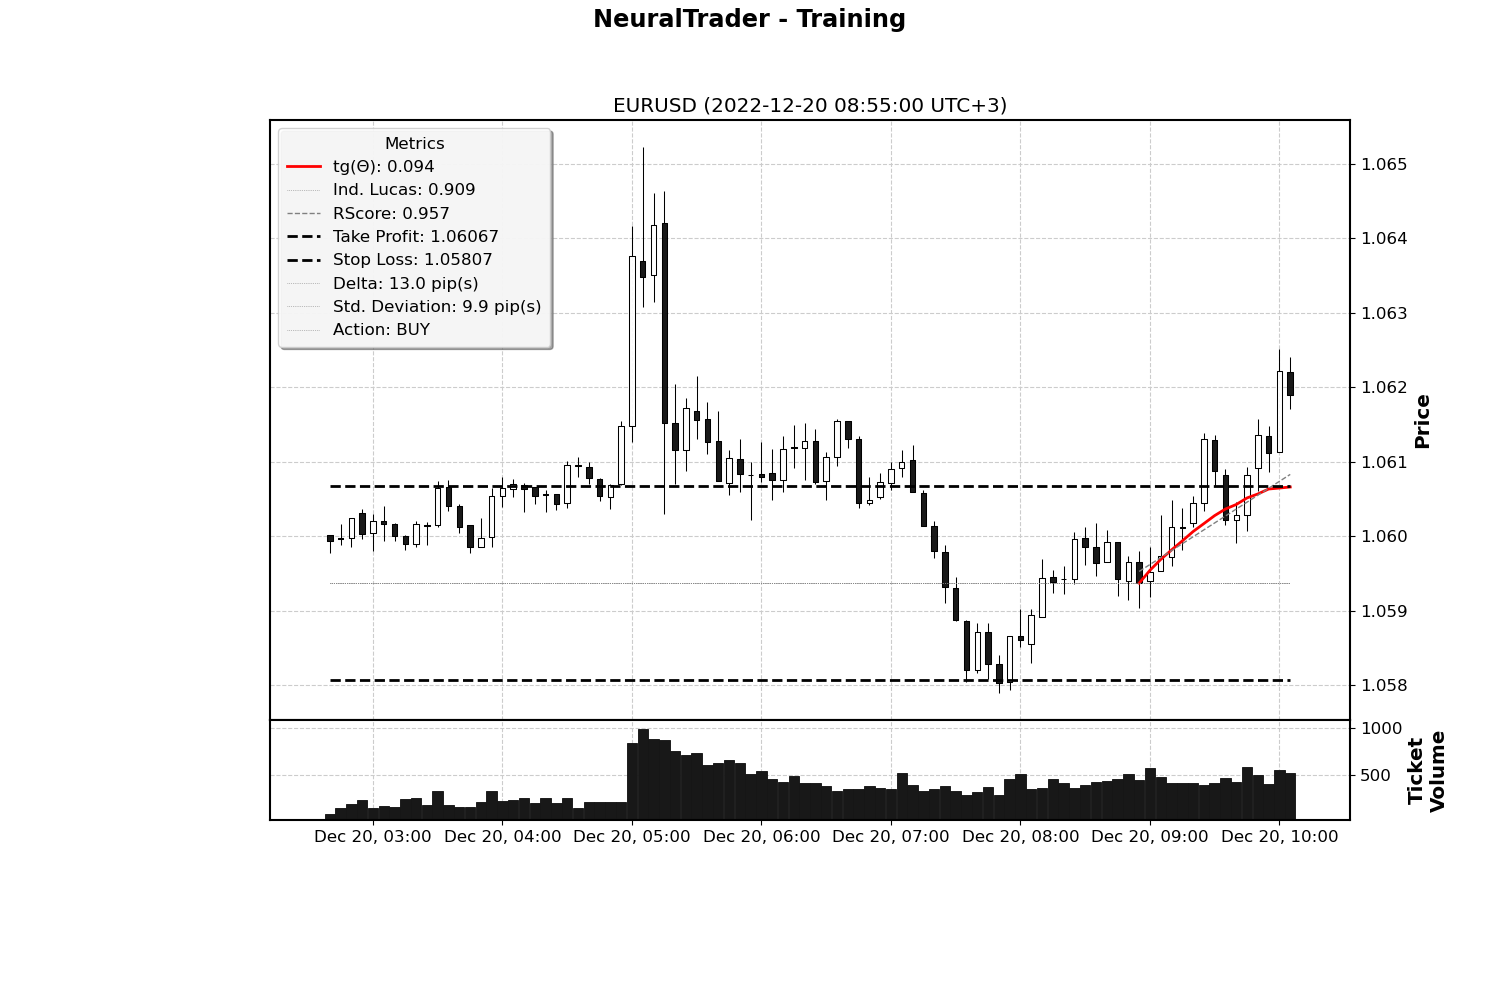 NeuralTrader - Training
EURUSD (2022-12-20 08:55:00 UTC+3)
Metrics
tg(Θ): 0.094
Ind. Lucas: 0.909
RScore: 0.957
Take Profit: 1.06067
Stop Loss: 1.05807
Delta: 13.0 pip(s)
Std. Deviation: 9.9 pip(s)
Action: BUY
1.065
1.064
1.063
1.062
1.061
1.060
1.059
1.058
Price
1000
500
Ticket
Volume
Dec 20, 03:00 Dec 20, 04:00 Dec 20, 05:00 Dec 20, 06:00 Dec 20, 07:00 Dec 20, 08:00 Dec 20, 09:00 Dec 20, 10:00